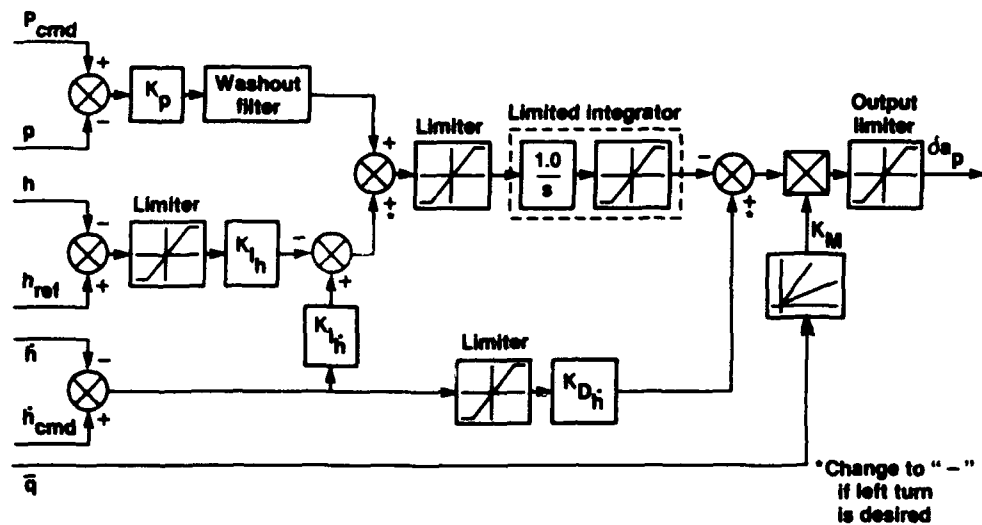 P_cmd
+
−
p
K_p
Washout
filter
h
Limiter
−
+
h_ref
K_I_h
−
+
K_I_ḣ
+
+
*
Limiter
Limited integrator
1.0
s
−
+
*
Output
limiter
δa_p
K_M
ḣ
−
+
ḣ_cmd
Limiter
K_D_ḣ
q̄
*Change to "−"
if left turn
is desired